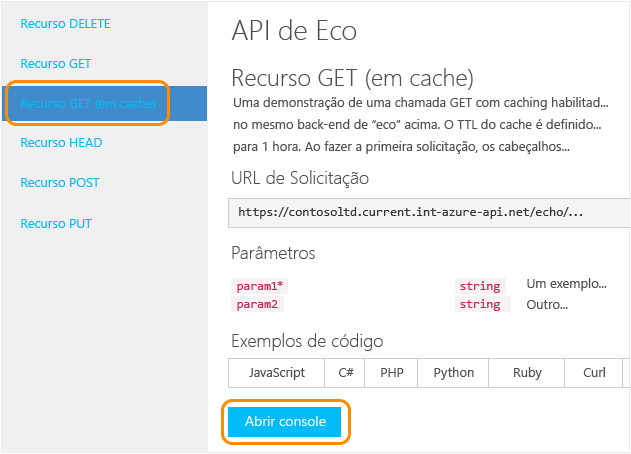 Recurso DELETE
Recurso GET
Recurso GET (em cache)
Recurso HEAD
Recurso POST
Recurso PUT
API de Eco
Recurso GET (em cache)
Uma demonstração de uma chamada GET com caching habilitad...
no mesmo back-end de “eco” acima. O TTL do cache é definido...
para 1 hora. Ao fazer a primeira solicitação, os cabeçalhos...
URL de Solicitação
https://contosoltd.current.int-azure-api.net/echo/...
Parâmetros
param1* string Um exemplo...
param2 string Outro...
Exemplos de código
JavaScript C# PHP Python Ruby Curl
Abrir console